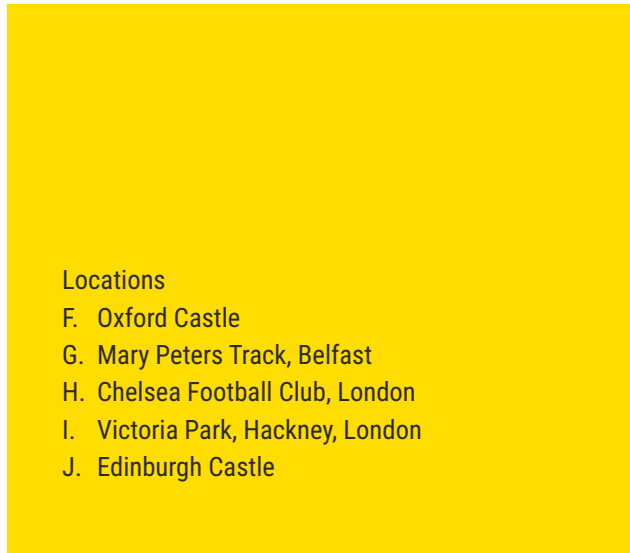 Locations
F. Oxford Castle
G. Mary Peters Track, Belfast
H. Chelsea Football Club, London
I. Victoria Park, Hackney, London
J. Edinburgh Castle